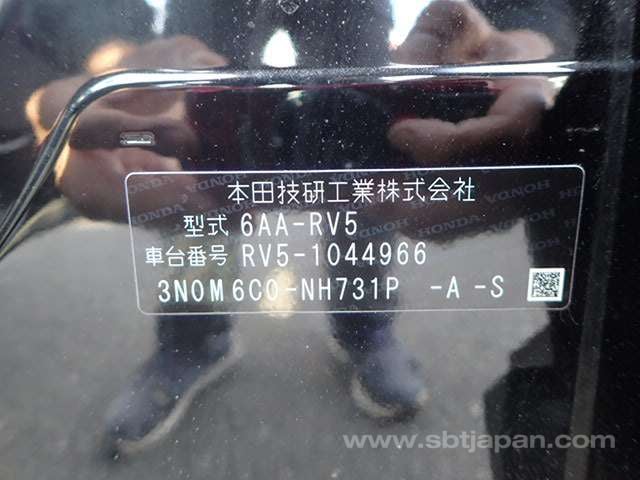 本田技研工業株式会社
型式 6AA-RV5
車台番号 RV5-1044966
3N0M6C0-NH731P -A -S
www.sbtjapan.com